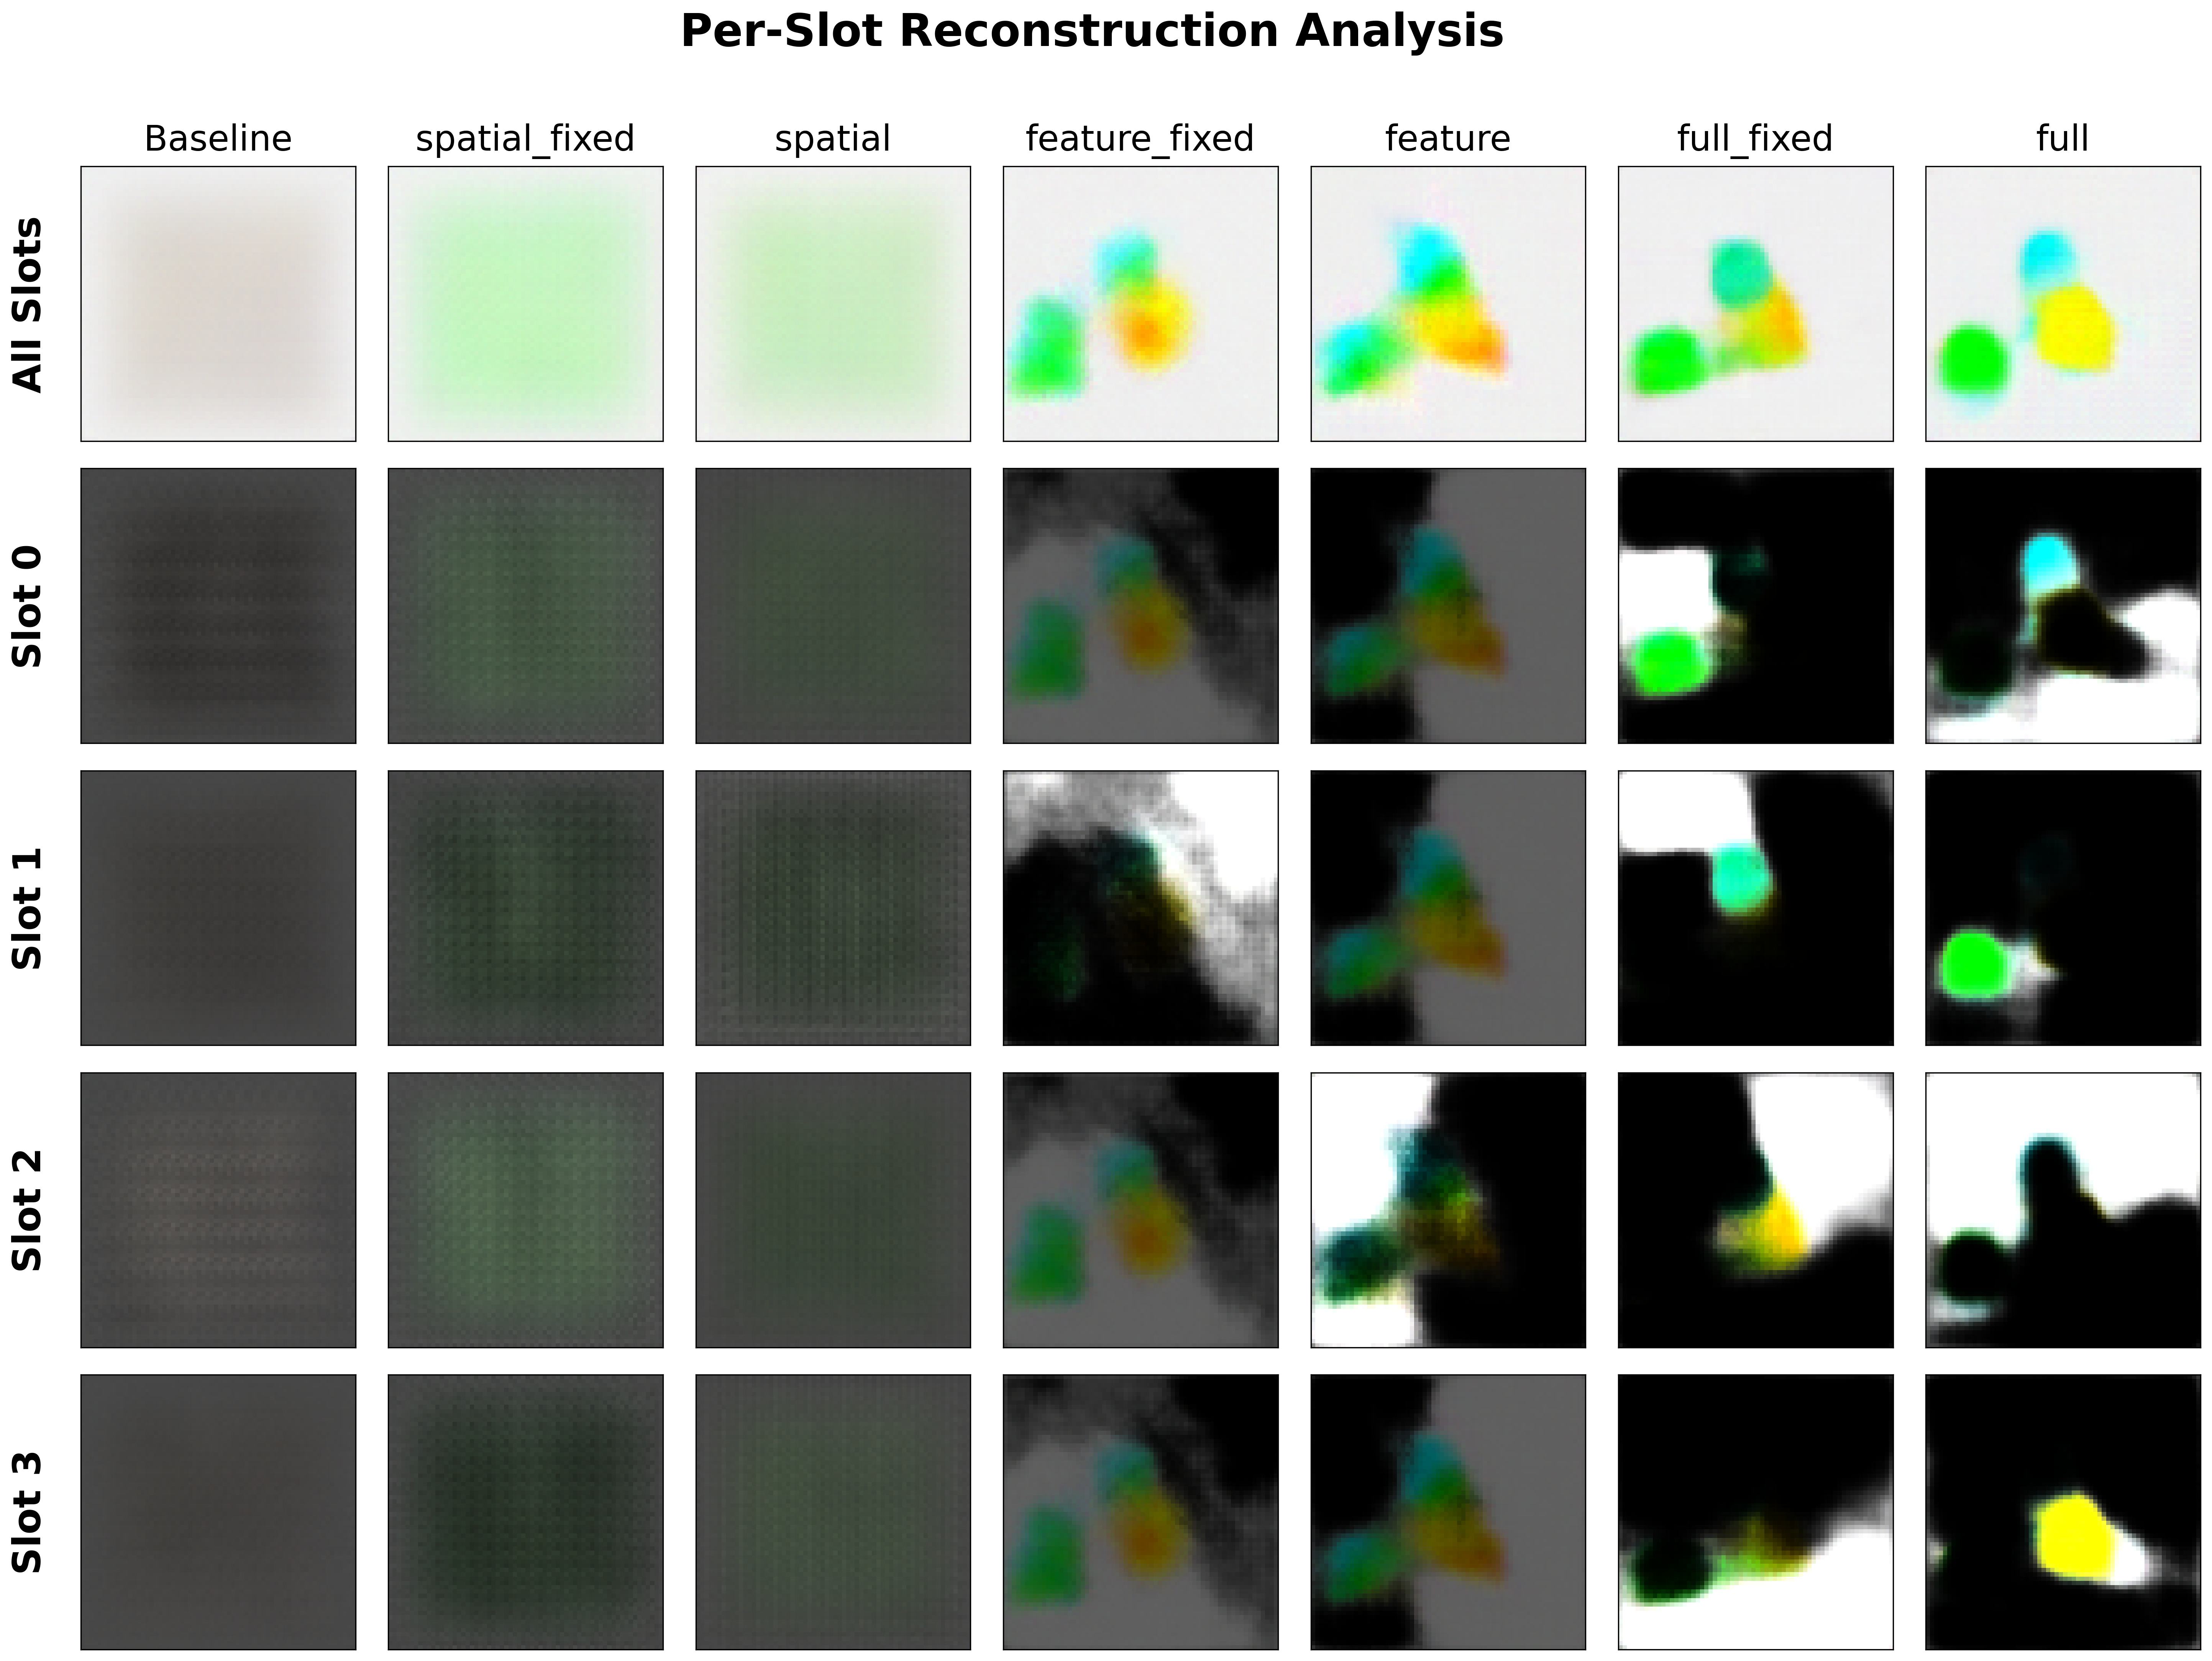 Per-Slot Reconstruction Analysis
Baseline spatial_fixed spatial feature_fixed feature full_fixed full
All Slots
Slot 0
Slot 1
Slot 2
Slot 3